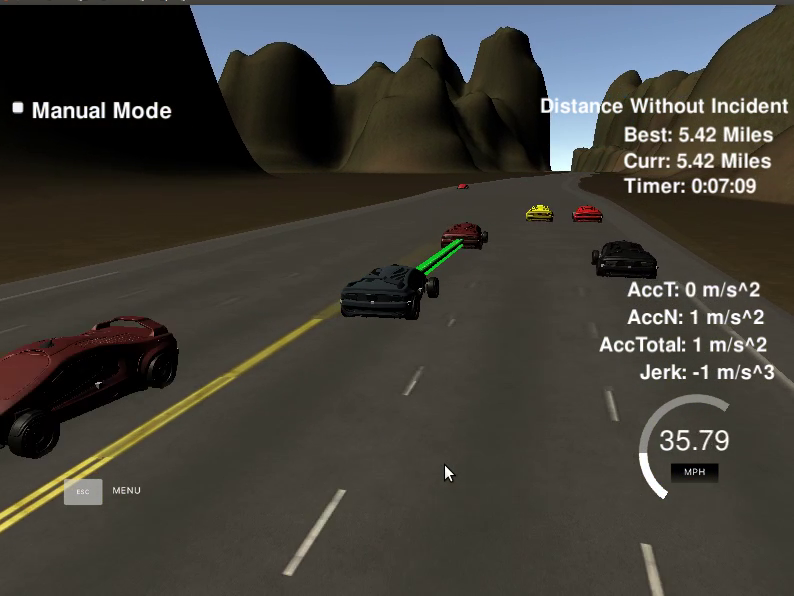 Manual Mode
Distance Without Incident
Best: 5.42 Miles
Curr: 5.42 Miles
Timer: 0:07:09
AccT: 0 m/s^2
AccN: 1 m/s^2
AccTotal: 1 m/s^2
Jerk: -1 m/s^3
35.79
MPH
ESC MENU